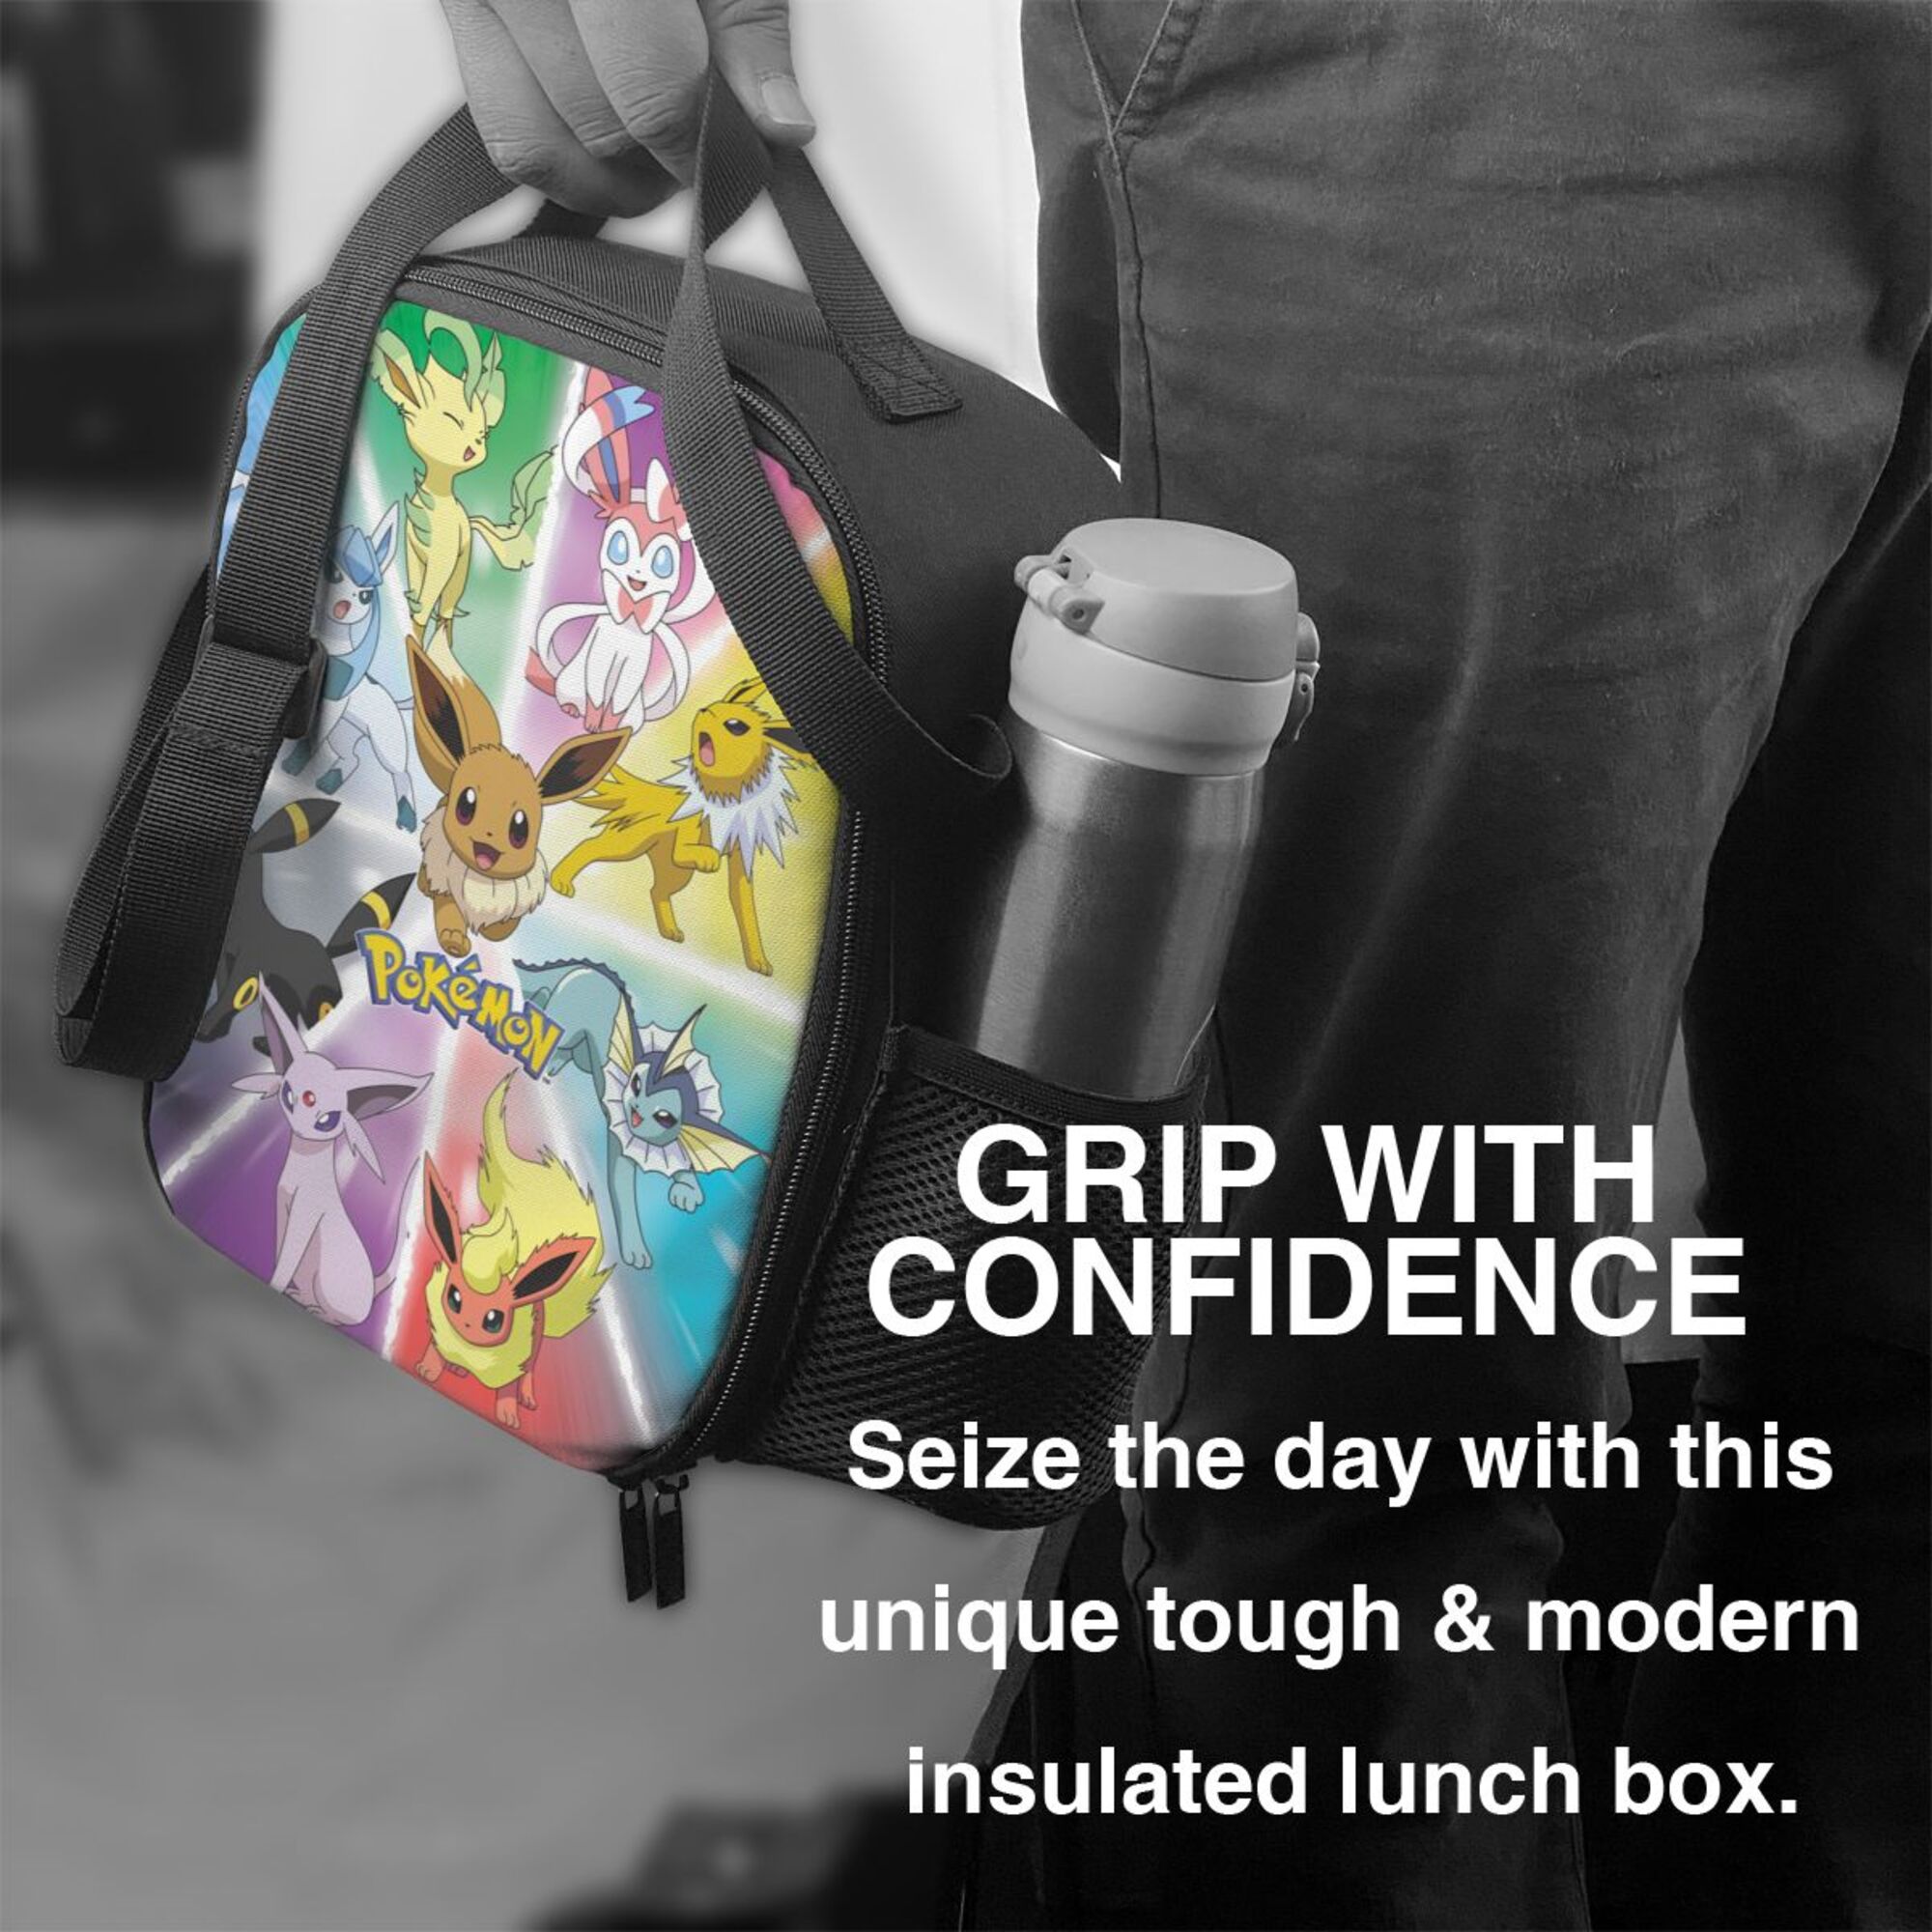 POKéMON
GRIP WITH
CONFIDENCE
Seize the day with this
unique tough & modern
insulated lunch box.